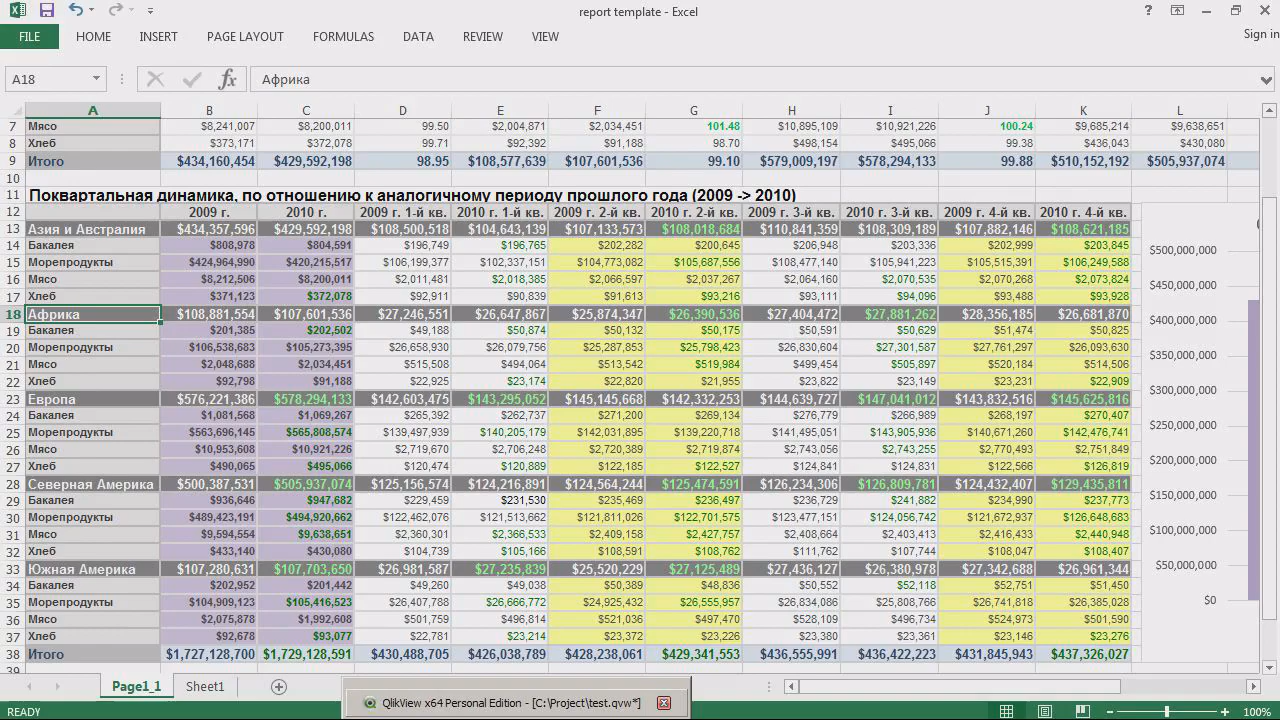 report template - Excel
Sign in
FILE HOME INSERT PAGE LAYOUT FORMULAS DATA REVIEW VIEW
A18 fx Африка
A B C D E F G H I J K L
7 Мясо $8,241,007 $8,200,011 99.50 $2,004,871 $2,034,451 101.48 $10,895,109 $10,921,226 100.24 $9,685,214 $9,638,651
8 Хлеб $373,171 $372,078 99.71 $92,392 $91,188 98.70 $498,154 $495,066 99.38 $436,043 $430,080
9 Итого $434,160,454 $429,592,198 98.95 $108,577,639 $107,601,536 99.10 $579,009,197 $578,294,133 99.88 $510,152,192 $505,937,074
10
11 Поквартальная динамика, по отношению к аналогичному периоду прошлого года (2009 -> 2010)
12 2009 г. 2010 г. 2009 г. 1-й кв. 2010 г. 1-й кв. 2009 г. 2-й кв. 2010 г. 2-й кв. 2009 г. 3-й кв. 2010 г. 3-й кв. 2009 г. 4-й кв. 2010 г. 4-й кв.
13 Азия и Австралия $434,357,596 $429,592,198 $108,500,518 $104,643,139 $107,133,573 $108,018,684 $110,841,359 $108,309,189 $107,882,146 $108,621,185
14 Бакалея $808,978 $804,591 $196,749 $196,765 $202,282 $200,645 $206,948 $203,336 $202,999 $203,845
15 Морепродукты $424,964,990 $420,215,517 $106,199,377 $102,337,151 $104,773,082 $105,687,556 $108,477,140 $105,941,223 $105,515,391 $106,249,588
16 Мясо $8,212,506 $8,200,011 $2,011,481 $2,018,385 $2,066,597 $2,037,267 $2,064,160 $2,070,535 $2,070,268 $2,073,824
17 Хлеб $371,123 $372,078 $92,911 $90,839 $91,613 $93,216 $93,111 $94,096 $93,488 $93,928
18 Африка $108,881,554 $107,601,536 $27,246,551 $26,647,867 $25,874,347 $26,390,536 $27,404,472 $27,881,262 $28,356,185 $26,681,870
19 Бакалея $201,385 $202,502 $49,188 $50,874 $50,132 $50,175 $50,591 $50,629 $51,474 $50,825
20 Морепродукты $106,538,683 $105,273,395 $26,658,930 $26,079,756 $25,287,853 $25,798,423 $26,830,604 $27,301,587 $27,761,297 $26,093,630
21 Мясо $2,048,688 $2,034,451 $515,508 $494,064 $513,542 $519,984 $499,454 $505,897 $520,184 $514,506
22 Хлеб $92,798 $91,188 $22,925 $23,174 $22,820 $21,955 $23,822 $23,149 $23,231 $22,909
23 Европа $576,221,386 $578,294,133 $142,603,475 $143,295,052 $145,145,668 $142,332,253 $144,639,727 $147,041,012 $143,832,516 $145,625,816
24 Бакалея $1,081,568 $1,069,267 $265,392 $262,737 $271,200 $269,134 $276,779 $266,989 $268,197 $270,407
25 Морепродукты $563,696,145 $565,808,574 $139,497,939 $140,205,179 $142,031,895 $139,220,718 $141,495,051 $143,905,936 $140,671,260 $142,476,741
26 Мясо $10,953,608 $10,921,226 $2,719,670 $2,706,248 $2,720,389 $2,719,874 $2,743,056 $2,743,255 $2,770,493 $2,751,849
27 Хлеб $490,065 $495,066 $120,474 $120,889 $122,185 $122,527 $124,841 $124,831 $122,566 $126,819
28 Северная Америка $500,387,531 $505,937,074 $125,156,574 $124,216,891 $124,564,244 $125,474,591 $126,234,306 $126,809,781 $124,432,407 $129,435,811
29 Бакалея $936,646 $947,682 $229,459 $231,530 $235,469 $236,497 $236,729 $241,882 $234,990 $237,773
30 Морепродукты $489,423,191 $494,920,662 $122,462,076 $121,513,662 $121,811,026 $122,701,575 $123,477,151 $124,056,742 $121,672,937 $126,648,683
31 Мясо $9,594,554 $9,638,651 $2,360,301 $2,366,533 $2,409,158 $2,427,757 $2,408,664 $2,403,413 $2,416,433 $2,440,948
32 Хлеб $433,140 $430,080 $104,739 $105,166 $108,591 $108,762 $111,762 $107,744 $108,047 $108,407
33 Южная Америка $107,280,631 $107,703,650 $26,981,587 $27,235,839 $25,520,229 $27,125,489 $27,436,127 $26,380,978 $27,342,688 $26,961,344
34 Бакалея $202,952 $201,442 $49,260 $49,038 $50,389 $48,836 $50,552 $52,118 $52,751 $51,450
35 Морепродукты $104,909,123 $105,416,523 $26,407,788 $26,666,772 $24,925,432 $26,555,957 $26,834,086 $25,808,766 $26,741,818 $26,385,028
36 Мясо $2,075,878 $1,992,608 $501,759 $496,814 $521,036 $497,470 $528,109 $496,734 $524,973 $501,590
37 Хлеб $92,678 $93,077 $22,781 $23,214 $23,372 $23,226 $23,380 $23,361 $23,146 $23,276
38 Итого $1,727,128,700 $1,729,128,591 $430,488,705 $426,038,789 $428,238,061 $429,341,553 $436,555,991 $436,422,223 $431,845,943 $437,326,027
39
$500,000,000
$450,000,000
$400,000,000
$350,000,000
$300,000,000
$250,000,000
$200,000,000
$150,000,000
$100,000,000
$50,000,000
$0
Page1_1 Sheet1
QlikView x64 Personal Edition - [C:\Project\test.qvw*]
READY 100%